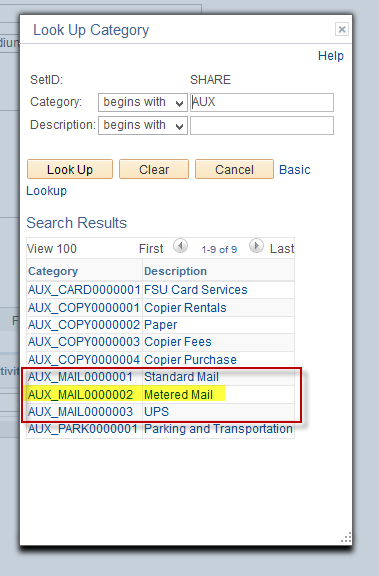 Look Up Category
Help
SetID: SHARE
Category: begins with AUX
Description: begins with
Look Up Clear Cancel Basic
Lookup
Search Results
View 100 First 1-9 of 9 Last
Category Description
AUX_CARD0000001 FSU Card Services
AUX_COPY0000001 Copier Rentals
AUX_COPY0000002 Paper
AUX_COPY0000003 Copier Fees
AUX_COPY0000004 Copier Purchase
AUX_MAIL0000001 Standard Mail
AUX_MAIL0000002 Metered Mail
AUX_MAIL0000003 UPS
AUX_PARK0000001 Parking and Transportation